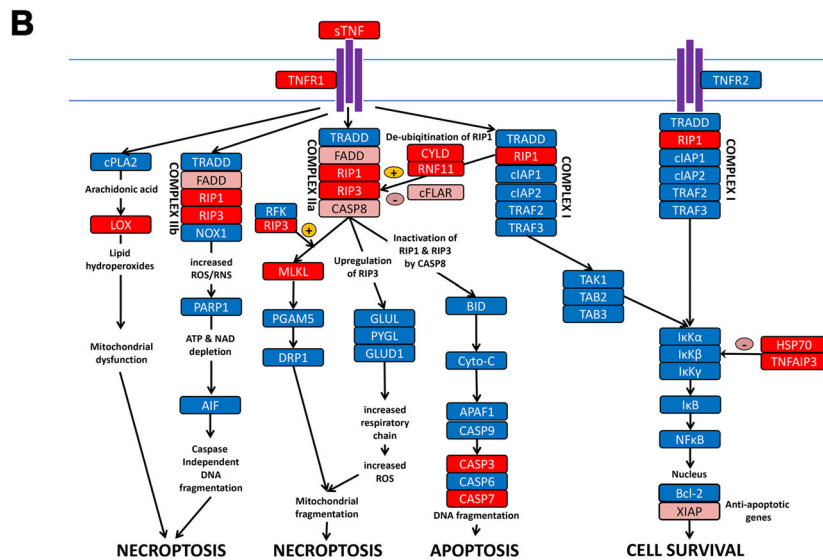 B
sTNF
TNFR1
TNFR2
cPLA2
Arachidonic acid
LOX
Lipid
hydroperoxides
Mitochondrial
dysfunction
TRADD
FADD
RIP1
RIP3
NOX1
COMPLEX IIb
increased
ROS/RNS
PARP1
ATP & NAD
depletion
AIF
Caspase
Independent
DNA
fragmentation
NECROPTOSIS
TRADD
FADD
RIP1
RIP3
CASP8
COMPLEX IIa
De-ubiqitination of RIP1
CYLD
RNF11
+
cFLAR
-
RFK
RIP3
+
MLKL
PGAM5
DRP1
Upregulation
of RIP3
GLUL
PYGL
GLUD1
increased
respiratory
chain
increased
ROS
Mitochondrial
fragmentation
NECROPTOSIS
Inactivation of
RIP1 & RIP3
by CASP8
BID
Cyto-C
APAF1
CASP9
CASP3
CASP6
CASP7
DNA fragmentation
APOPTOSIS
TRADD
RIP1
cIAP1
cIAP2
TRAF2
TRAF3
COMPLEX I
TAK1
TAB2
TAB3
TRADD
RIP1
cIAP1
cIAP2
TRAF2
TRAF3
COMPLEX I
IκKα
IκKβ
IκKγ
-
HSP70
TNFAIP3
IκB
NFκB
Nucleus
Bcl-2
XIAP
Anti-apoptotic
genes
CELL SURVIVAL